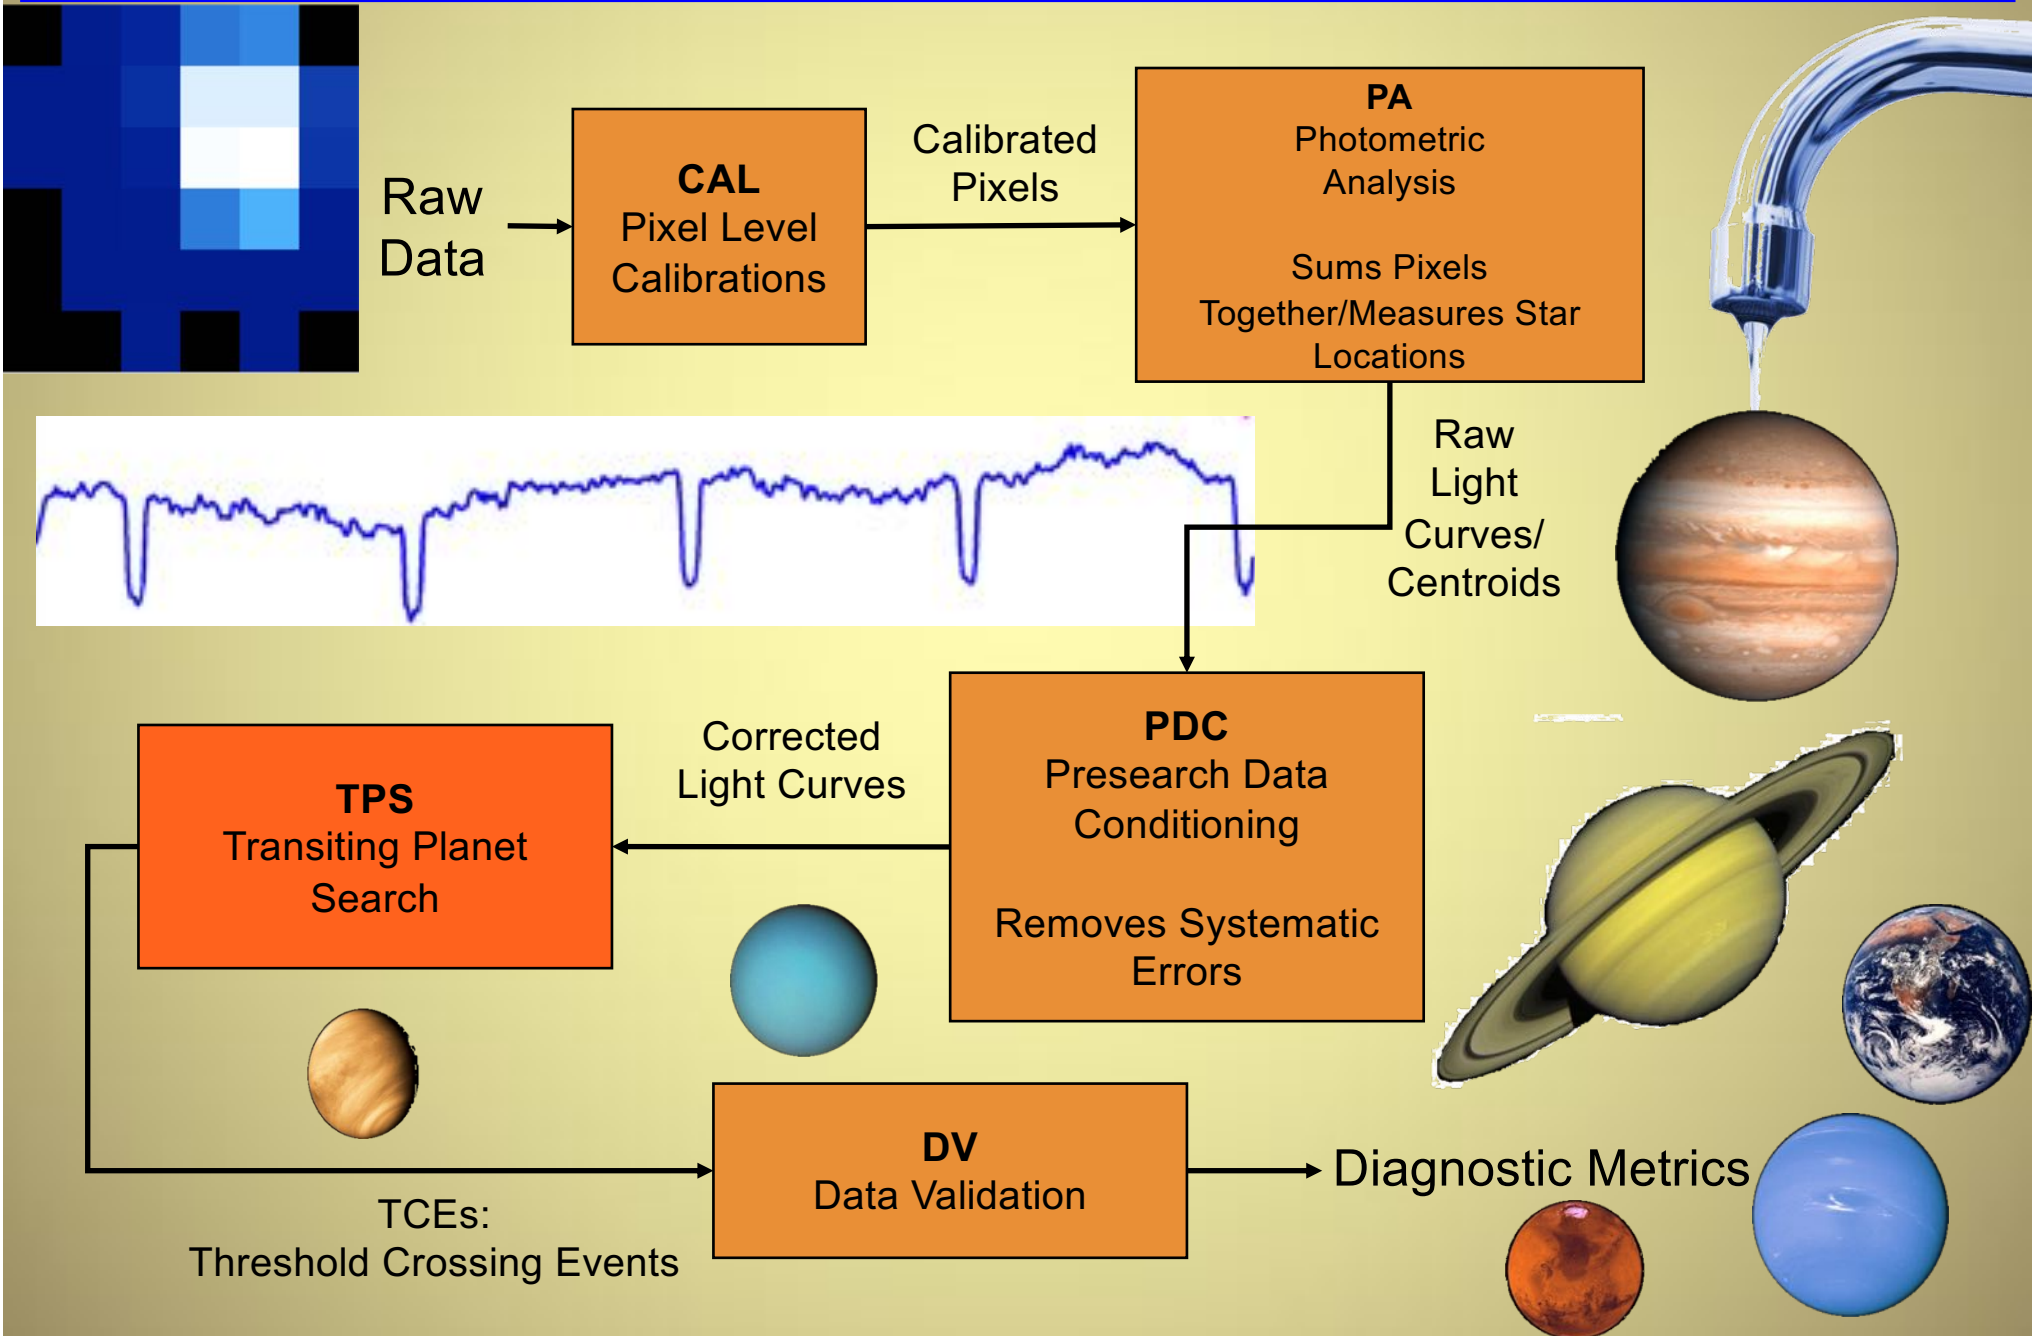 Raw
Data
CAL
Pixel Level
Calibrations
Calibrated
Pixels
PA
Photometric
Analysis
Sums Pixels
Together/Measures Star
Locations
Raw
Light
Curves/
Centroids
PDC
Presearch Data
Conditioning
Removes Systematic
Errors
Corrected
Light Curves
TPS
Transiting Planet
Search
TCEs:
Threshold Crossing Events
DV
Data Validation
Diagnostic Metrics